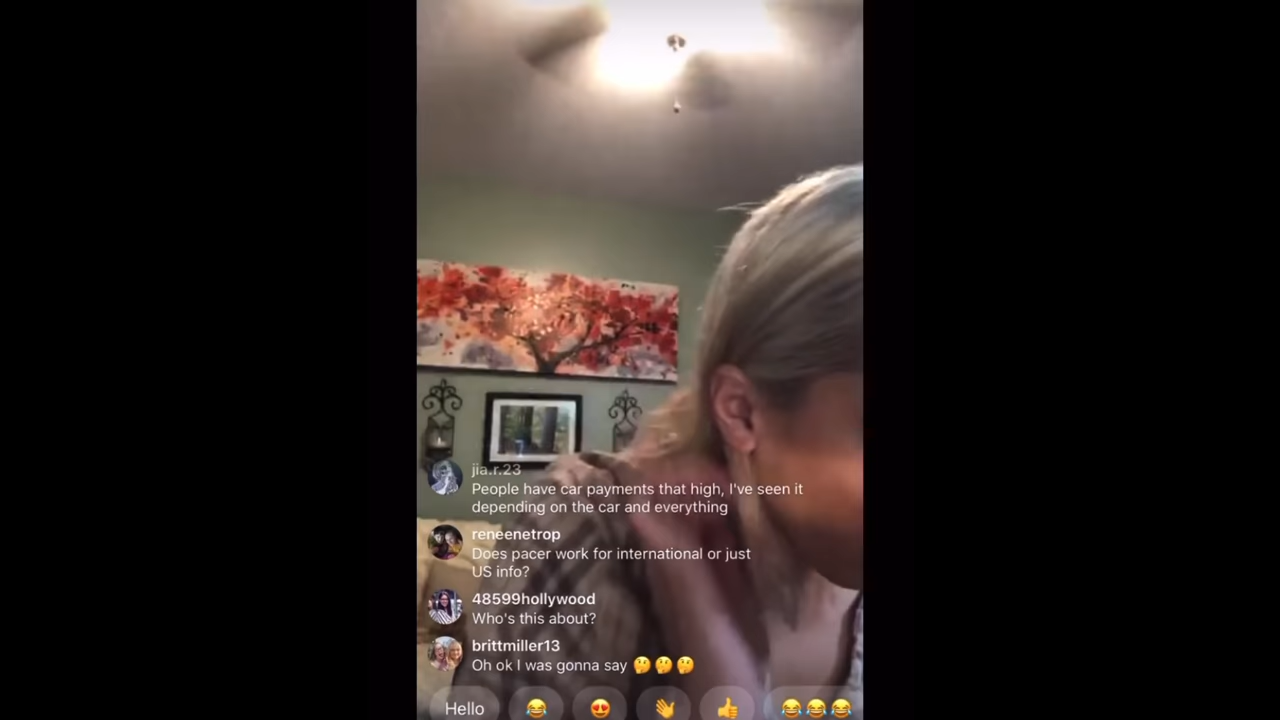 jia.r.23
People have car payments that high, I've seen it
depending on the car and everything
reneenetrop
Does pacer work for international or just
US info?
48599hollywood
Who's this about?
brittmiller13
Oh ok I was gonna say 🤔🤔🤔
Hello 😂 😍 👋 👍 😂😂😂